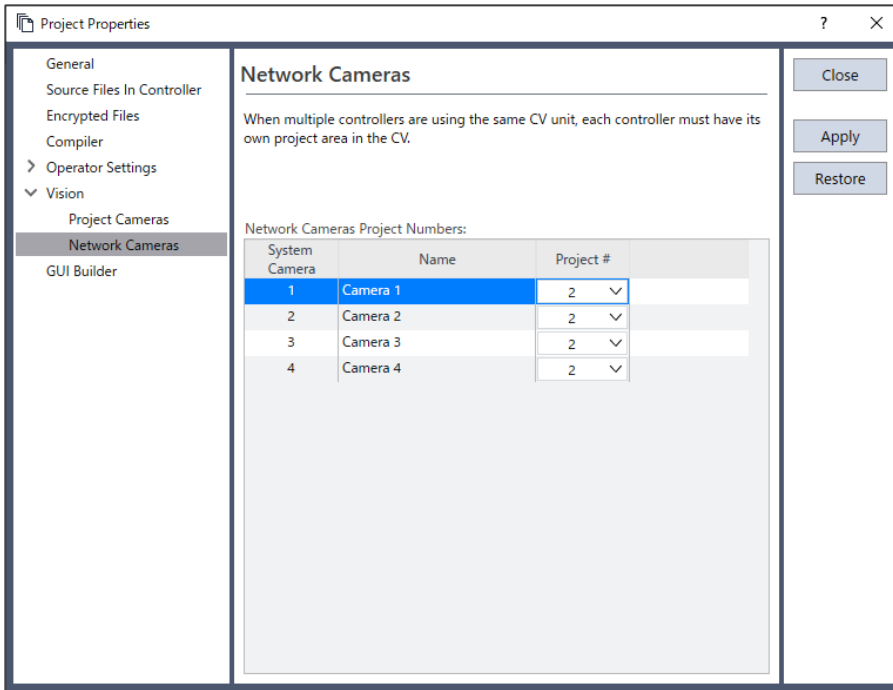 Project Properties
?
General
Source Files In Controller
Encrypted Files
Compiler
Operator Settings
Vision
Project Cameras
Network Cameras
GUI Builder
Network Cameras
When multiple controllers are using the same CV unit, each controller must have its
own project area in the CV.
Network Cameras Project Numbers:
System
Camera
Name
Project #
1 Camera 1 2
2 Camera 2 2
3 Camera 3 2
4 Camera 4 2
Close
Apply
Restore